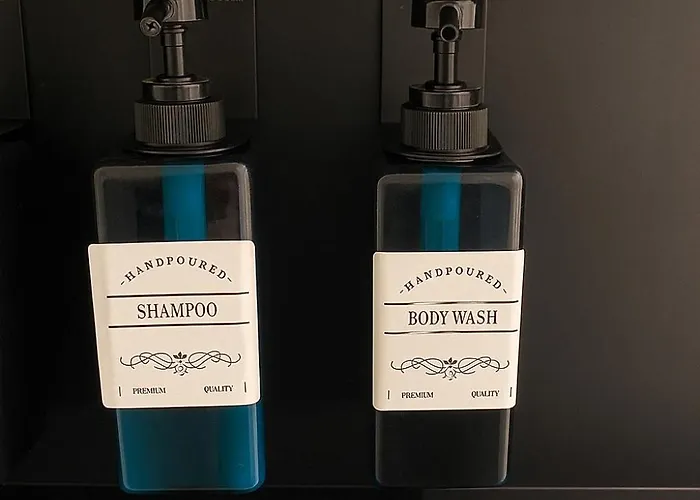 -HANDPOURED-
SHAMPOO
PREMIUM QUALITY
-HANDPOURED-
BODY WASH
PREMIUM QUALITY